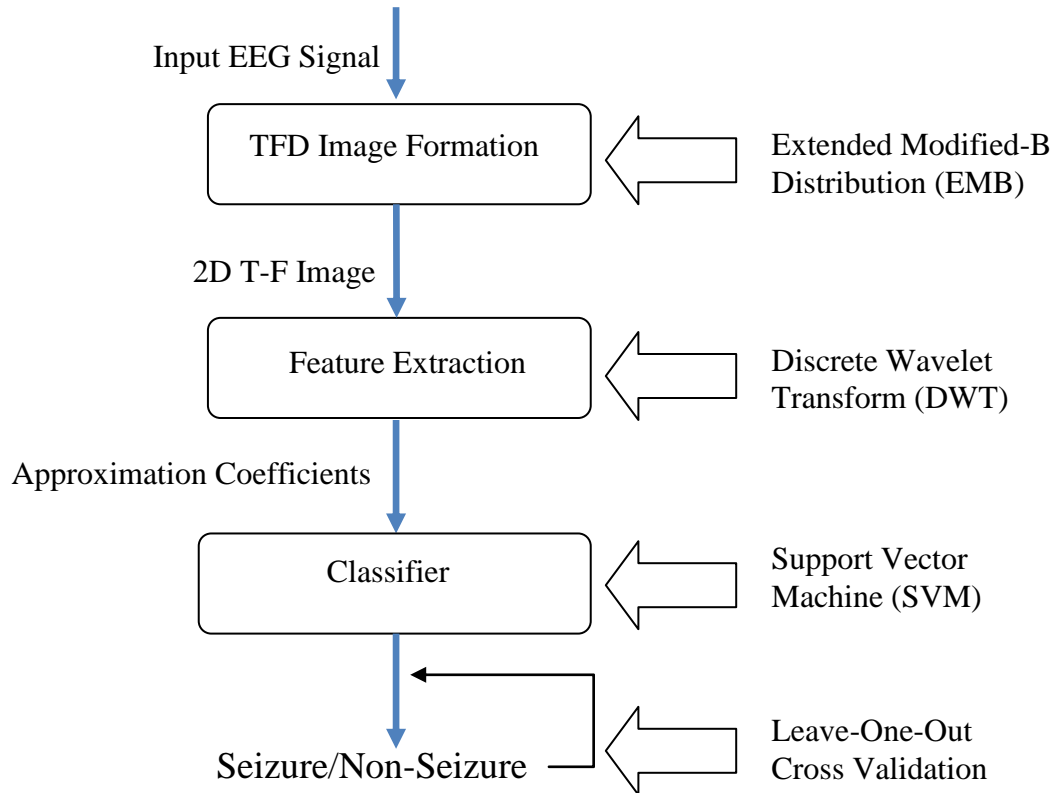 Input EEG Signal
TFD Image Formation
Extended Modified-B
Distribution (EMB)
2D T-F Image
Feature Extraction
Discrete Wavelet
Transform (DWT)
Approximation Coefficients
Classifier
Support Vector
Machine (SVM)
Seizure/Non-Seizure
Leave-One-Out
Cross Validation